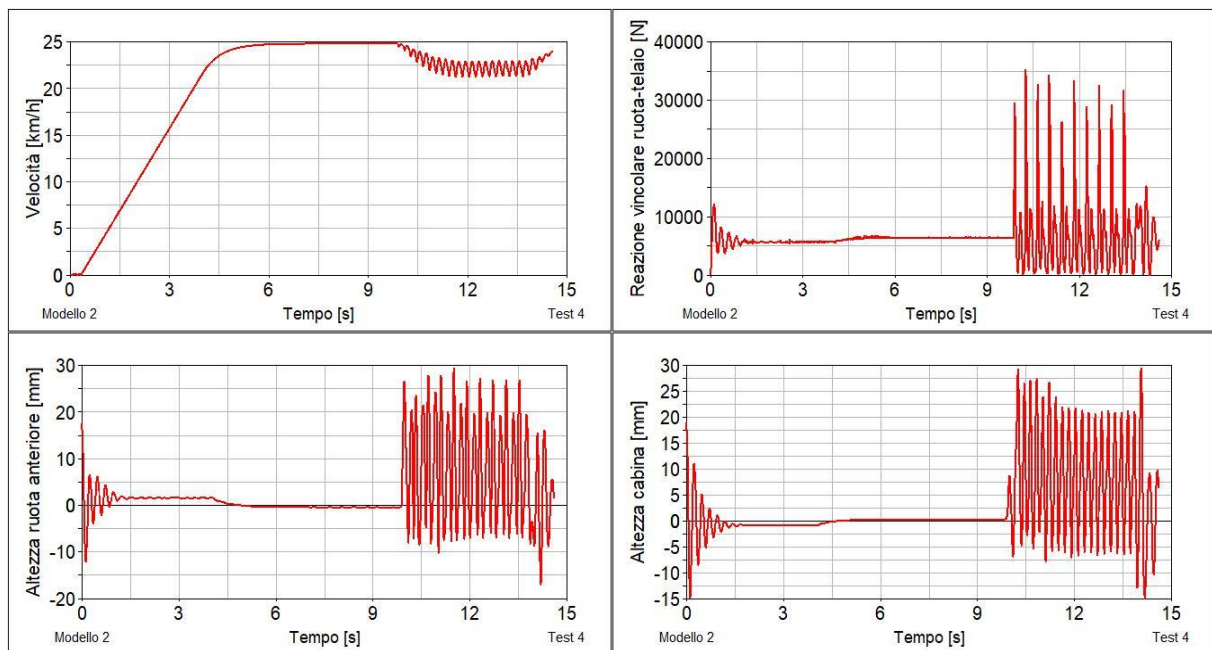 Velocità [km/h]
25
20
15
10
5
0
0 3 6 9 12 15
Modello 2 Tempo [s] Test 4
Reazione vincolare ruota-telaio [N]
40000
30000
20000
10000
0
0 3 6 9 12 15
Modello 2 Tempo [s] Test 4
Altezza ruota anteriore [mm]
30
20
10
0
-10
-20
0 3 6 9 12 15
Modello 2 Tempo [s] Test 4
Altezza cabina [mm]
30
25
20
15
10
5
0
-5
-10
-15
0 3 6 9 12 15
Modello 2 Tempo [s] Test 4